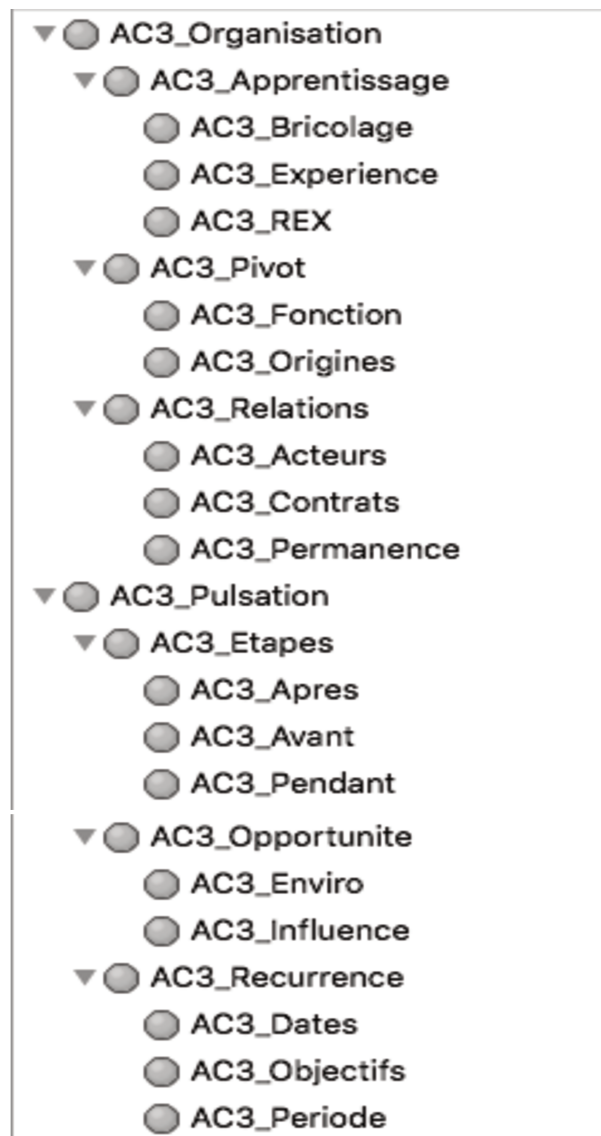 AC3_Organisation
AC3_Apprentissage
AC3_Bricolage
AC3_Experience
AC3_REX
AC3_Pivot
AC3_Fonction
AC3_Origines
AC3_Relations
AC3_Acteurs
AC3_Contrats
AC3_Permanence
AC3_Pulsation
AC3_Etapes
AC3_Apres
AC3_Avant
AC3_Pendant
AC3_Opportunite
AC3_Enviro
AC3_Influence
AC3_Recurrence
AC3_Dates
AC3_Objectifs
AC3_Periode